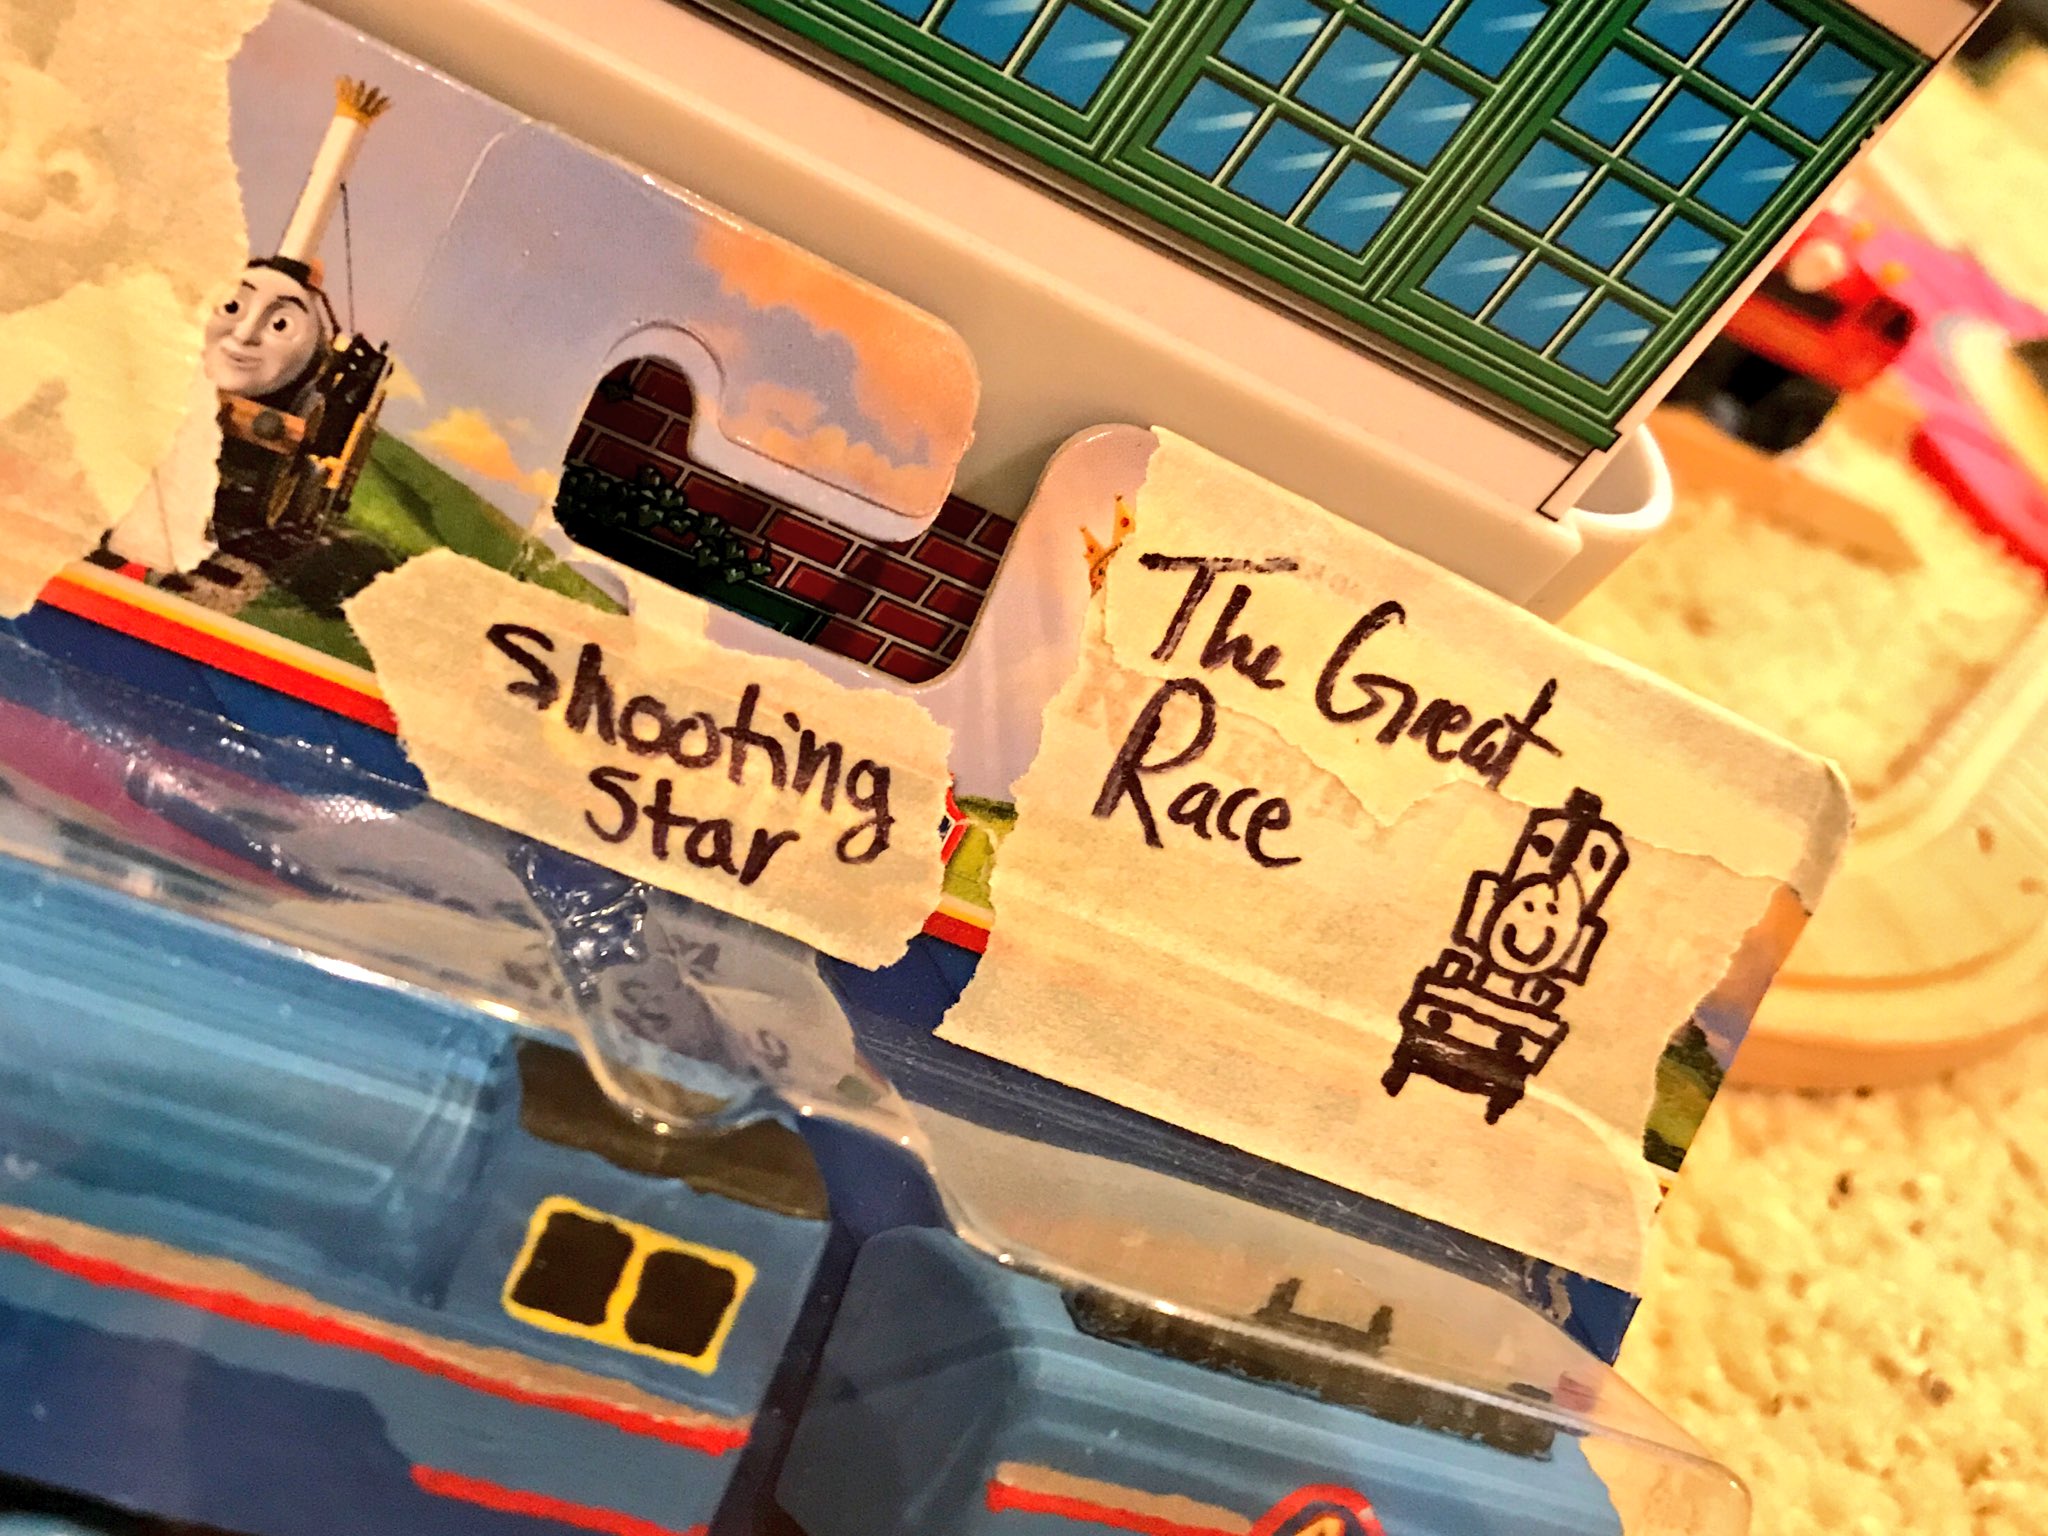 Shooting
Star
The Great
Race